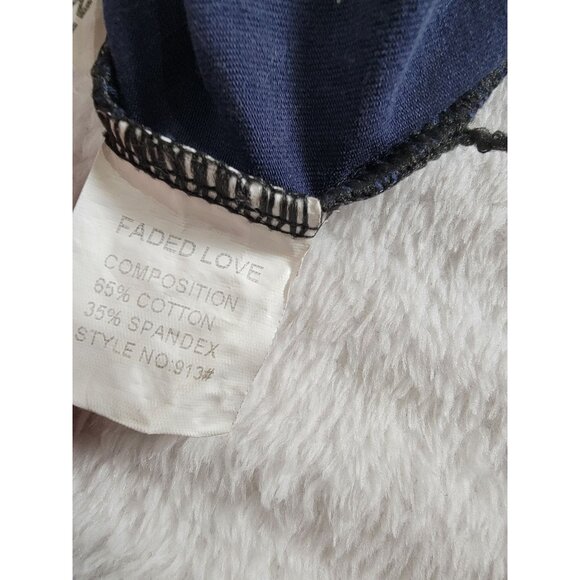 FADED LOVE
COMPOSITION
65% COTTON
35% SPANDEX
STYLE NO:913#